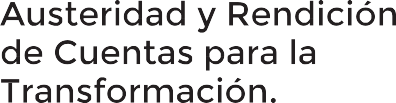 Austeridad y Rendición
de Cuentas para la
Transformación.